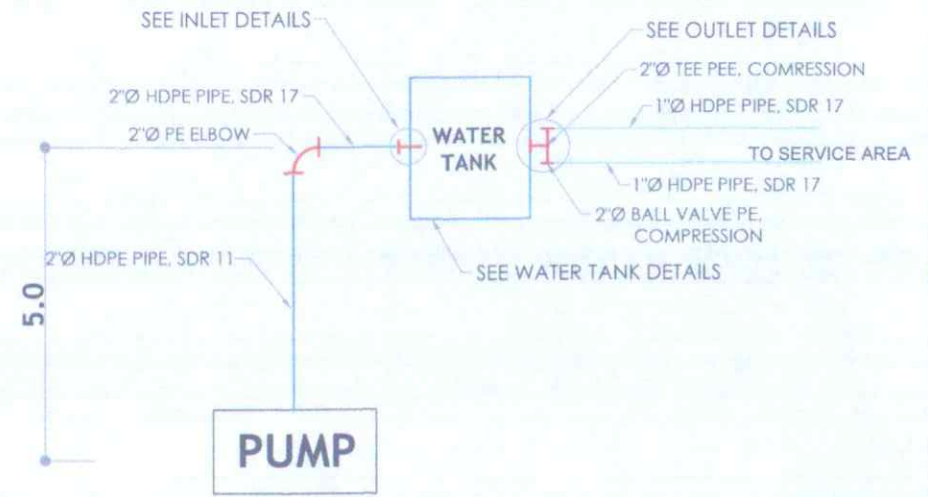 SEE INLET DETAILS
SEE OUTLET DETAILS
2"Ø TEE PEE, COMRESSION
2"Ø HDPE PIPE, SDR 17
1"Ø HDPE PIPE, SDR 17
2"Ø PE ELBOW
WATER
TANK
TO SERVICE AREA
1"Ø HDPE PIPE, SDR 17
2"Ø BALL VALVE PE,
COMPRESSION
2"Ø HDPE PIPE, SDR 11
SEE WATER TANK DETAILS
5.0
PUMP